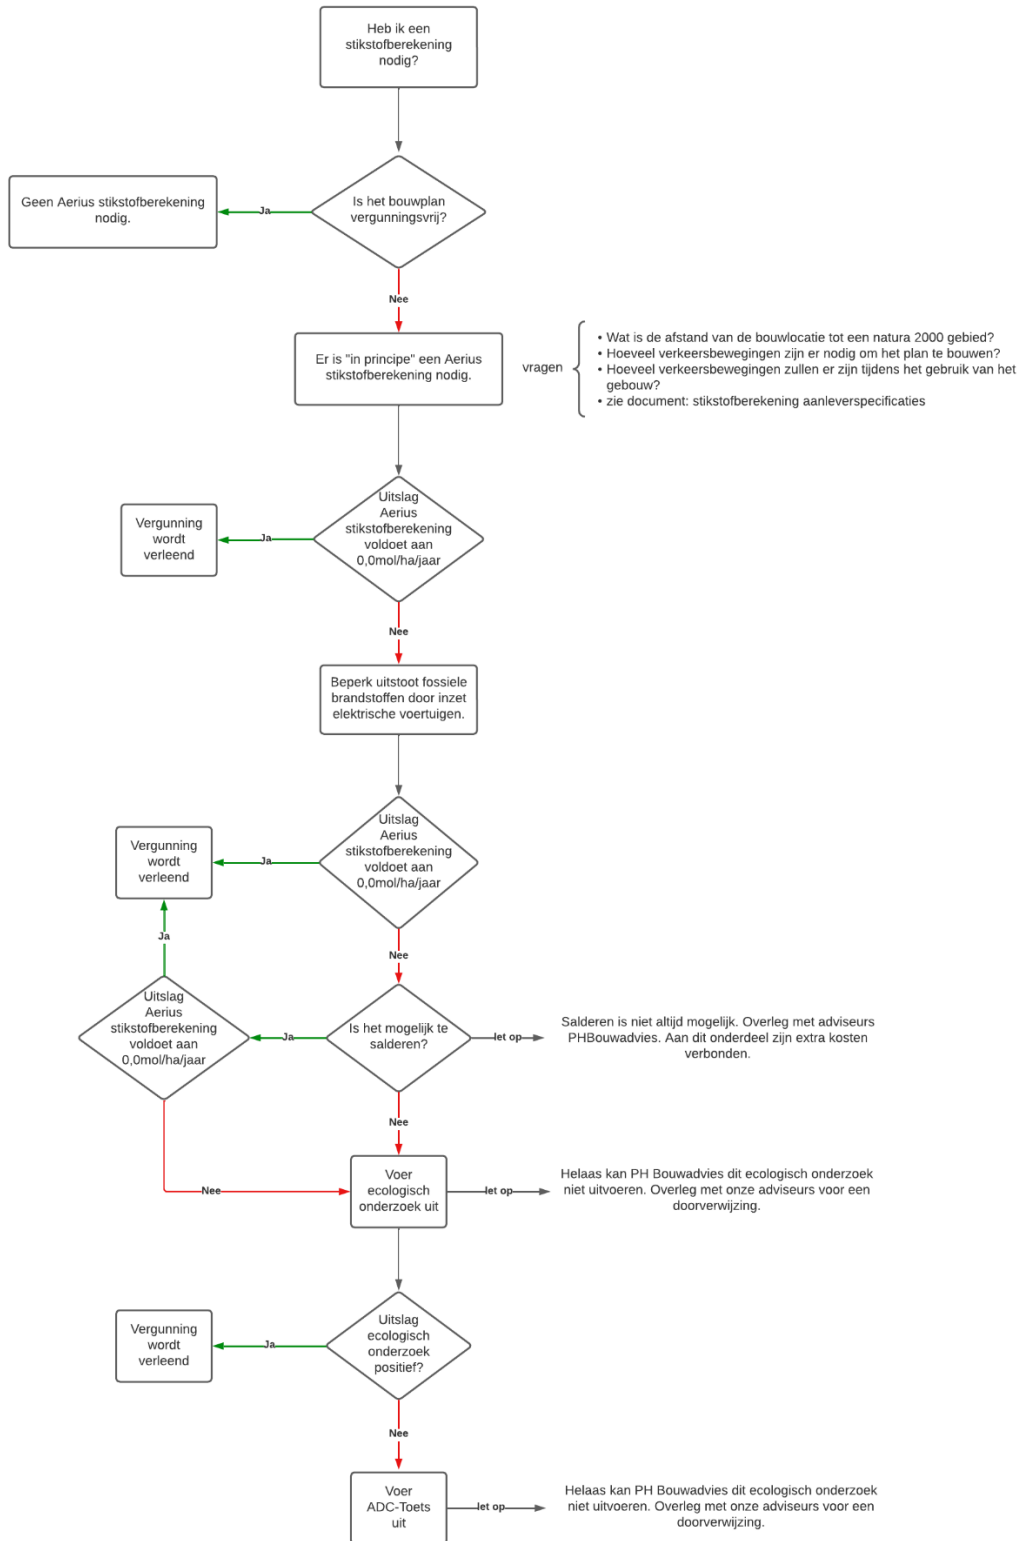 Heb ik een
stikstofberekening
nodig?
Is het bouwplan
vergunningsvrij?
Ja
Geen Aerius stikstofberekening
nodig.
Nee
Er is "in principe" een Aerius
stikstofberekening nodig.
vragen
• Wat is de afstand van de bouwlocatie tot een natura 2000 gebied?
• Hoeveel verkeersbewegingen zijn er nodig om het plan te bouwen?
• Hoeveel verkeersbewegingen zullen er zijn tijdens het gebruik van het
gebouw?
• zie document: stikstofberekening aanleverspecificaties
Uitslag
Aerius
stikstofberekening
voldoet aan
0,0mol/ha/jaar
Ja
Vergunning
wordt
verleend
Nee
Beperk uitstoot fossiele
brandstoffen door inzet
elektrische voertuigen.
Uitslag
Aerius
stikstofberekening
voldoet aan
0,0mol/ha/jaar
Ja
Vergunning
wordt
verleend
Ja
Nee
Uitslag
Aerius
stikstofberekening
voldoet aan
0,0mol/ha/jaar
Ja
Is het mogelijk te
salderen?
let op
Salderen is niet altijd mogelijk. Overleg met adviseurs
PHBouwadvies. Aan dit onderdeel zijn extra kosten
verbonden.
Nee
Nee
Voer
ecologisch
onderzoek uit
let op
Helaas kan PH Bouwadvies dit ecologisch onderzoek
niet uitvoeren. Overleg met onze adviseurs voor een
doorverwijzing.
Uitslag
ecologisch
onderzoek
positief?
Ja
Vergunning
wordt
verleend
Nee
Voer
ADC-Toets
uit
let op
Helaas kan PH Bouwadvies dit ecologisch onderzoek
niet uitvoeren. Overleg met onze adviseurs voor een
doorverwijzing.